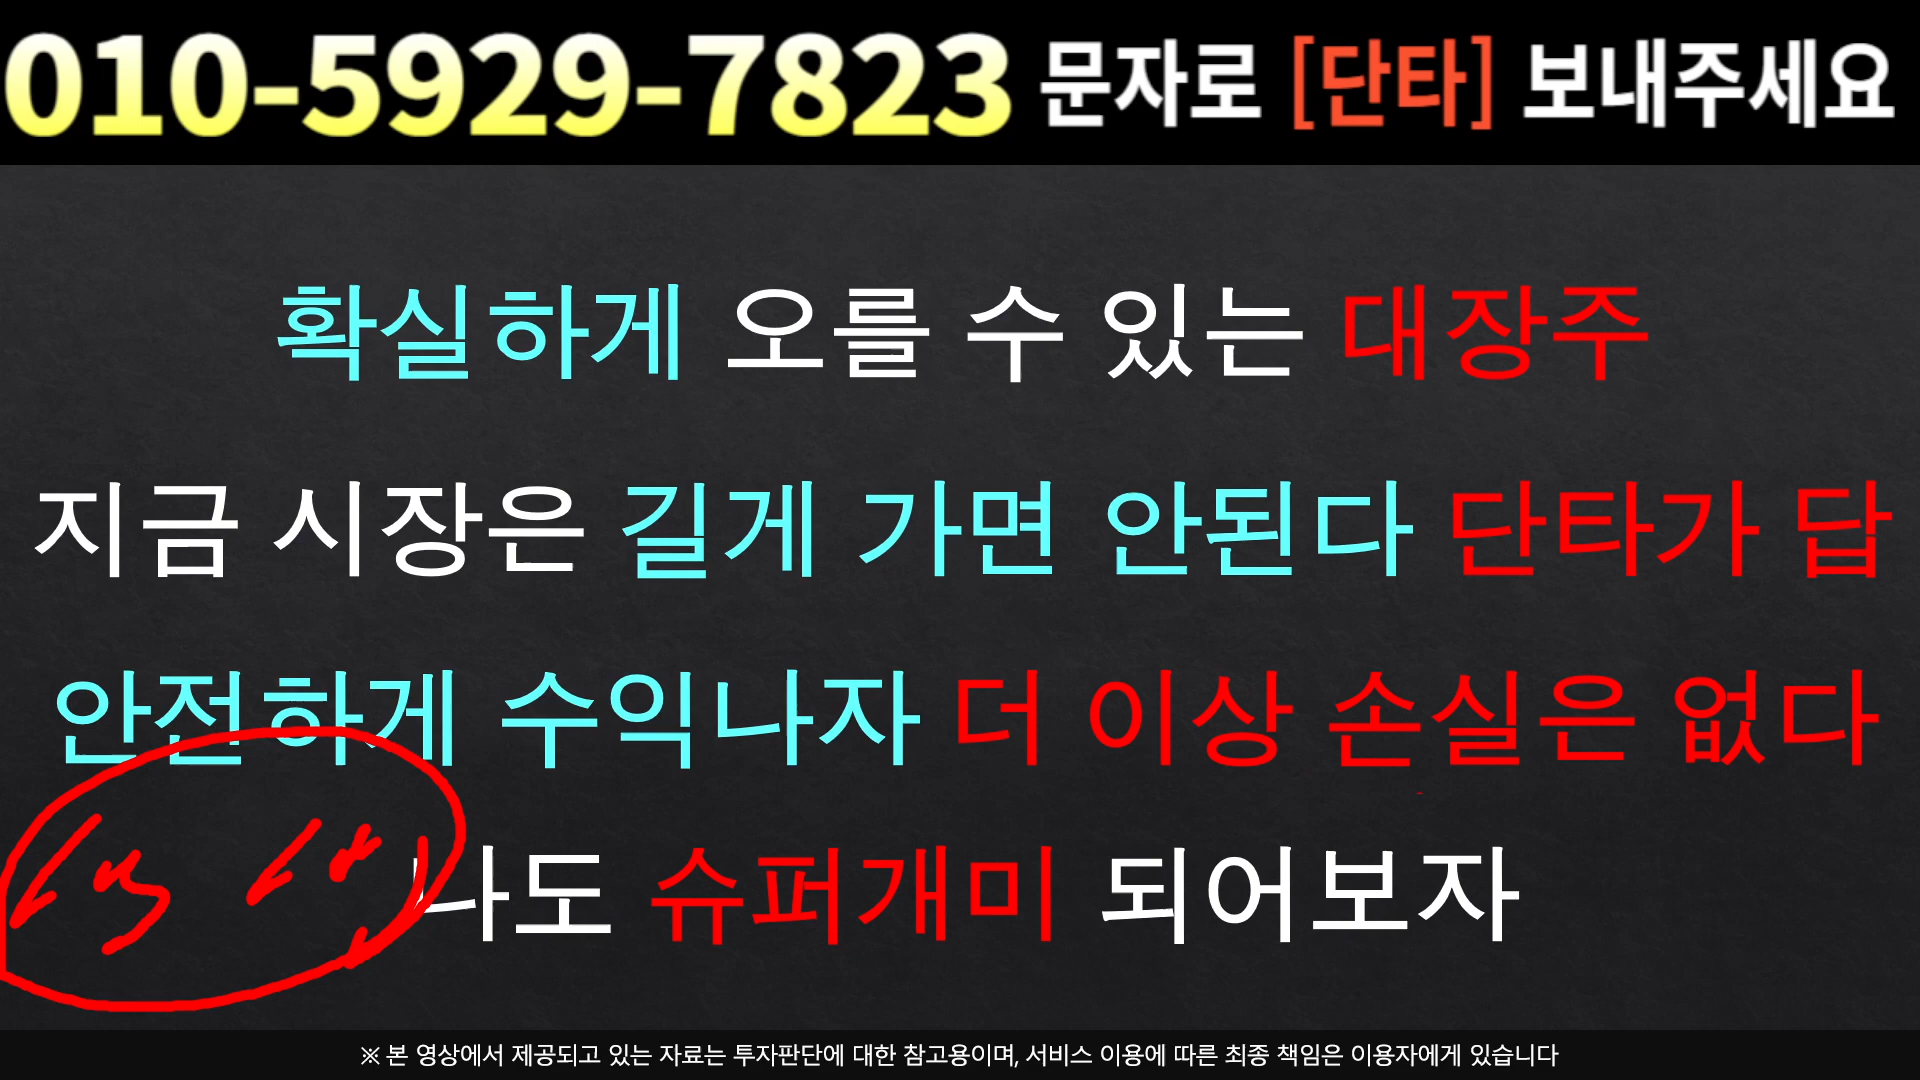 010-5929-7823 문자로 [단타] 보내주세요
확실하게 오를 수 있는 대장주
지금 시장은 길게 가면 안된다 단타가 답
안전하게 수익나자 더 이상 손실은 없다
나도 슈퍼개미 되어보자
※ 본 영상에서 제공되고 있는 자료는 투자판단에 대한 참고용이며, 서비스 이용에 따른 최종 책임은 이용자에게 있습니다